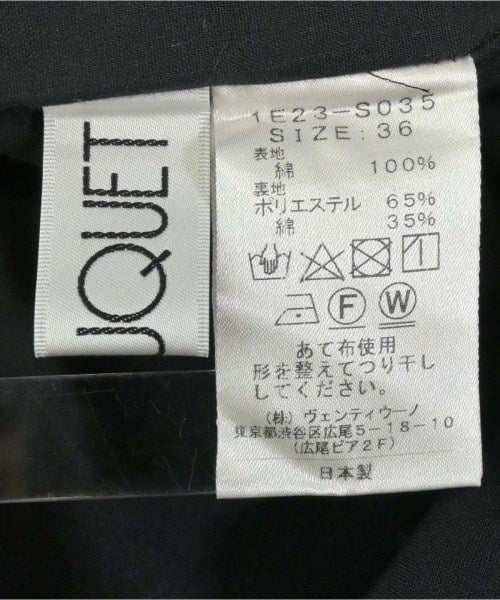 UQUET
1E23-S035
SIZE:36
表地
綿 100%
裏地
ポリエステル 65%
綿 35%
F W
あて布使用
形を整えてつり干し
してください。
(株) ヴェンティウーノ
東京都渋谷区広尾5-18-10
(広尾ピア2F)
日本製